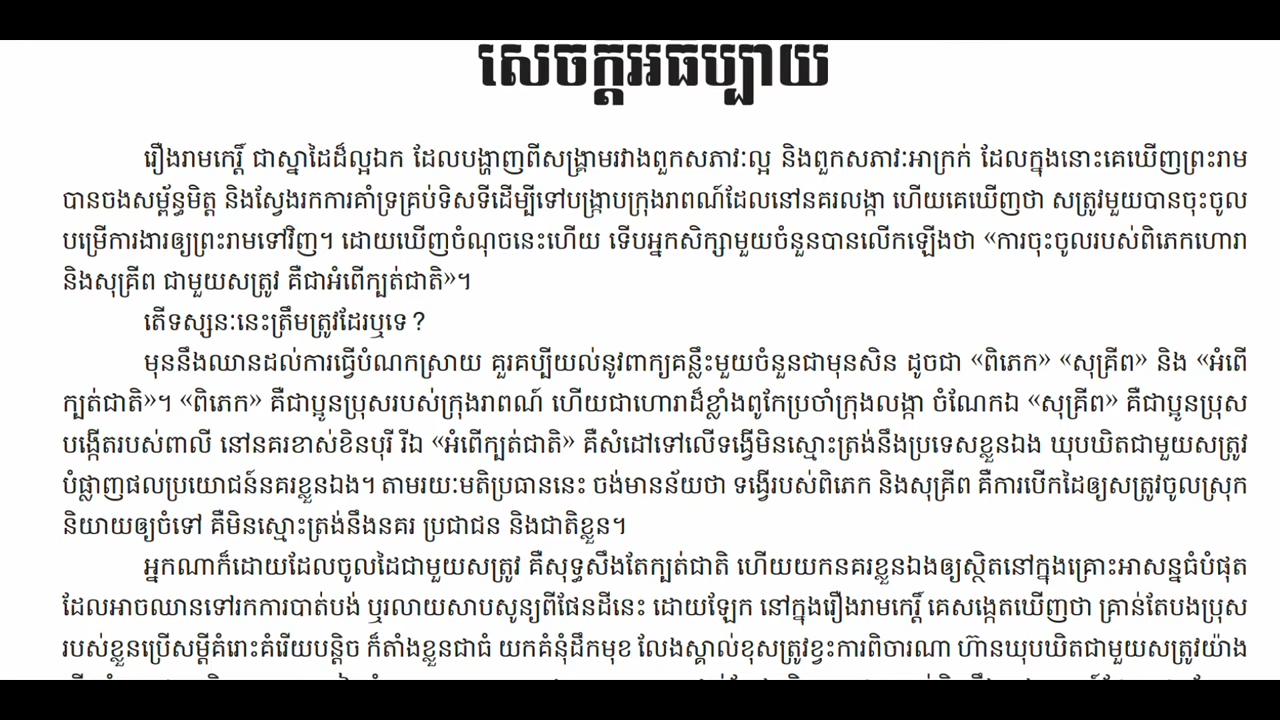 សេចក្តីអធិប្បាយ
រឿងរាមកេរ្តិ៍ ជាស្នាដៃដ៏ល្អឯក ដែលបង្ហាញពីសង្គ្រាមរវាងពួកសភាវៈល្អ និងពួកសភាវៈអាក្រក់ ដែលក្នុងនោះគេឃើញព្រះរាម
បានចងសម្ព័ន្ធមិត្ត និងស្វែងរកការគាំទ្រគ្រប់ទិសទីដើម្បីទៅបង្ក្រាបក្រុងរាពណ៍ដែលនៅនគរលង្កា ហើយគេឃើញថា សត្រូវមួយបានចុះចូល
បម្រើការងារឲ្យព្រះរាមទៅវិញ។ ដោយឃើញចំណុចនេះហើយ ទើបអ្នកសិក្សាមួយចំនួនបានលើកឡើងថា «ការចុះចូលរបស់ពិភេកហោរា
និងសុគ្រីព ជាមួយសត្រូវ គឺជាអំពើក្បត់ជាតិ»។
តើទស្សនៈនេះត្រឹមត្រូវដែរឬទេ ?
មុននឹងឈានដល់ការធ្វើបំណកស្រាយ គួរគប្បីយល់នូវពាក្យគន្លឹះមួយចំនួនជាមុនសិន ដូចជា «ពិភេក» «សុគ្រីព» និង «អំពើ
ក្បត់ជាតិ»។ «ពិភេក» គឺជាប្អូនប្រុសរបស់ក្រុងរាពណ៍ ហើយជាហោរាដ៏ខ្លាំងពូកែប្រចាំក្រុងលង្កា ចំណែកឯ «សុគ្រីព» គឺជាប្អូនប្រុស
បង្កើតរបស់ពាលី នៅនគរខាស់ខិនបុរី រីឯ «អំពើក្បត់ជាតិ» គឺសំដៅទៅលើទង្វើមិនស្មោះត្រង់នឹងប្រទេសខ្លួនឯង ឃុបឃិតជាមួយសត្រូវ
បំផ្លាញផលប្រយោជន៍នគរខ្លួនឯង។ តាមរយៈមតិប្រធាននេះ ចង់មានន័យថា ទង្វើរបស់ពិភេក និងសុគ្រីព គឺការបើកដៃឲ្យសត្រូវចូលស្រុក
និយាយឲ្យចំទៅ គឺមិនស្មោះត្រង់នឹងនគរ ប្រជាជន និងជាតិខ្លួន។
អ្នកណាក៏ដោយដែលចូលដៃជាមួយសត្រូវ គឺសុទ្ធសឹងតែក្បត់ជាតិ ហើយយកនគរខ្លួនឯងឲ្យស្ថិតនៅក្នុងគ្រោះអាសន្នធំបំផុត
ដែលអាចឈានទៅរកការបាត់បង់ ឬរលាយសាបសូន្យពីផែនដីនេះ ដោយឡែក នៅក្នុងរឿងរាមកេរ្តិ៍ គេសង្កេតឃើញថា គ្រាន់តែបងប្រុស
របស់ខ្លួនប្រើសម្តីគំរោះគំរើយបន្តិច ក៏តាំងខ្លួនជាធំ យកគំនុំដឹកមុខ លែងស្គាល់ខុសត្រូវខ្វះការពិចារណា ហ៊ានឃុបឃិតជាមួយសត្រូវយ៉ាង